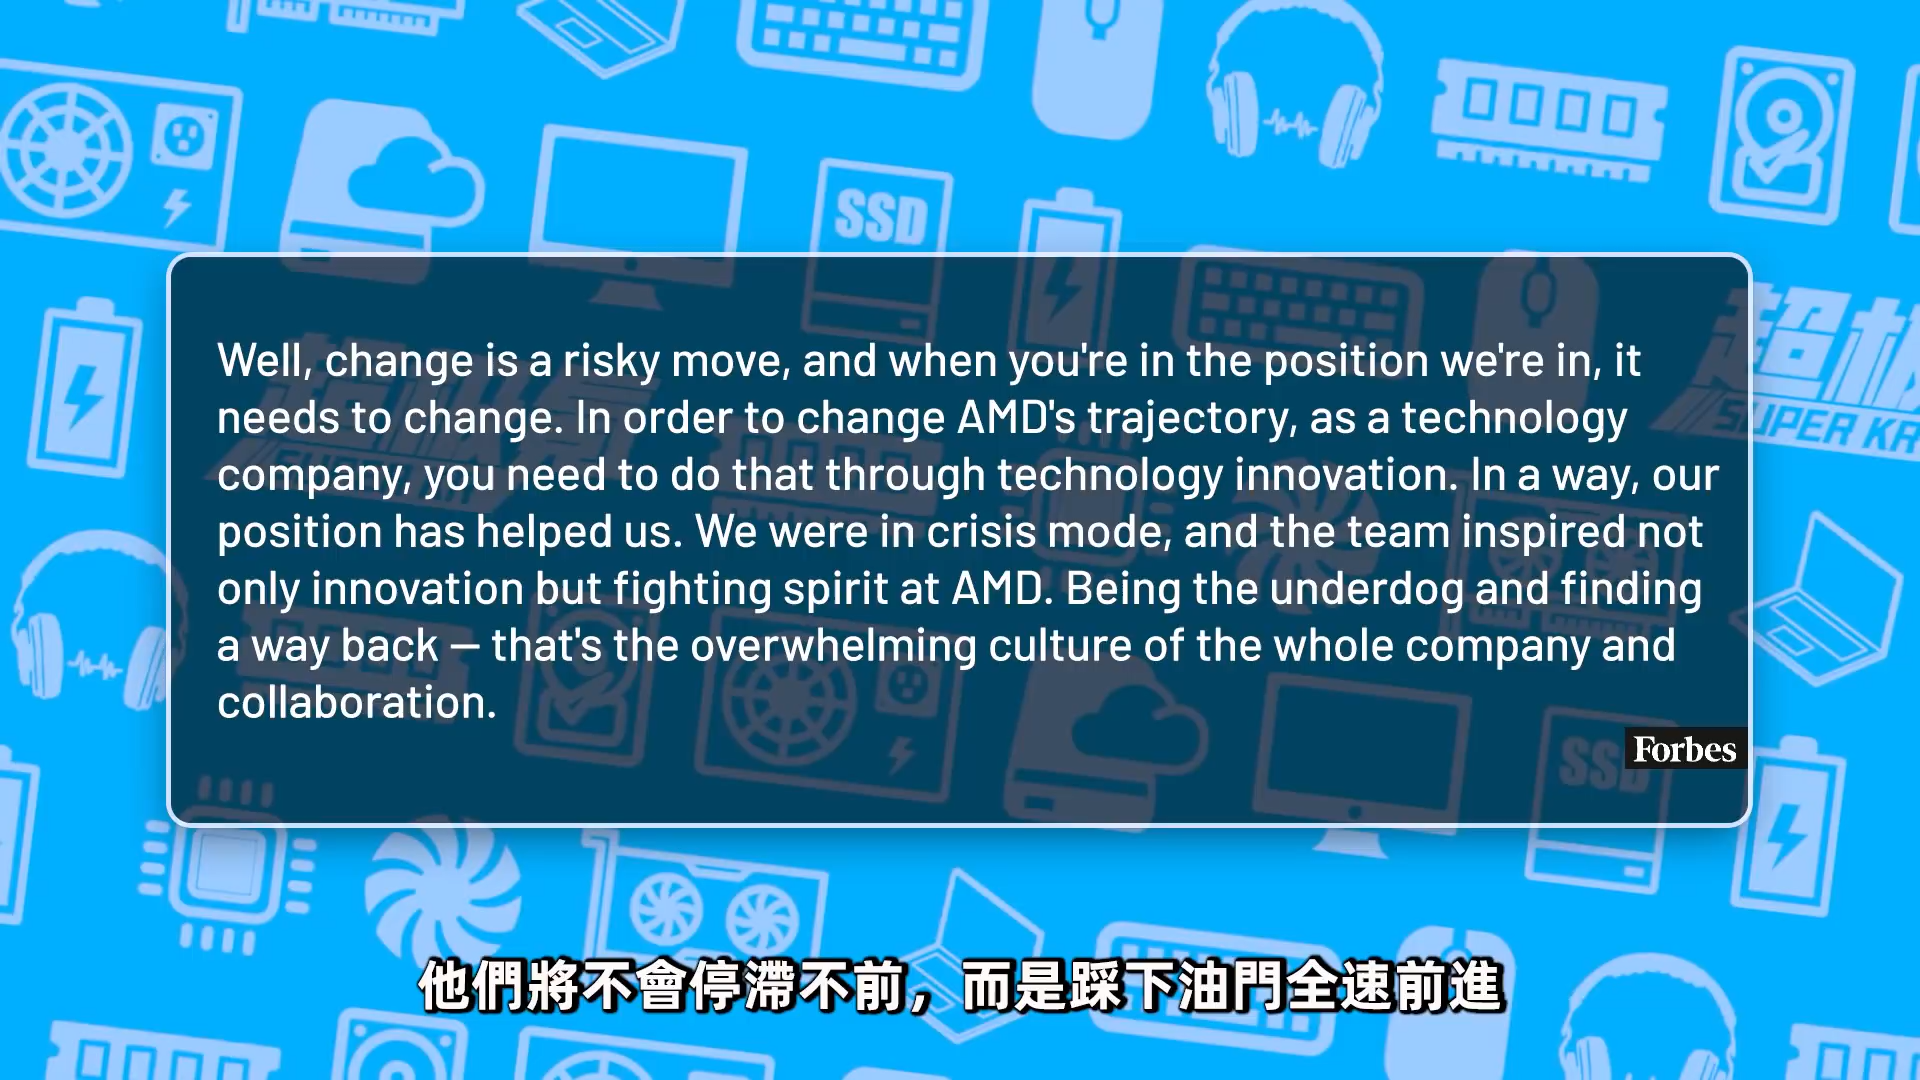 SSD
Well, change is a risky move, and when you're in the position we're in, it
needs to change. In order to change AMD's trajectory, as a technology
company, you need to do that through technology innovation. In a way, our
position has helped us. We were in crisis mode, and the team inspired not
only innovation but fighting spirit at AMD. Being the underdog and finding
a way back — that's the overwhelming culture of the whole company and
collaboration.
Forbes
SSD
超極
SUPER KR
他們將不會停滯不前，而是踩下油門全速前進